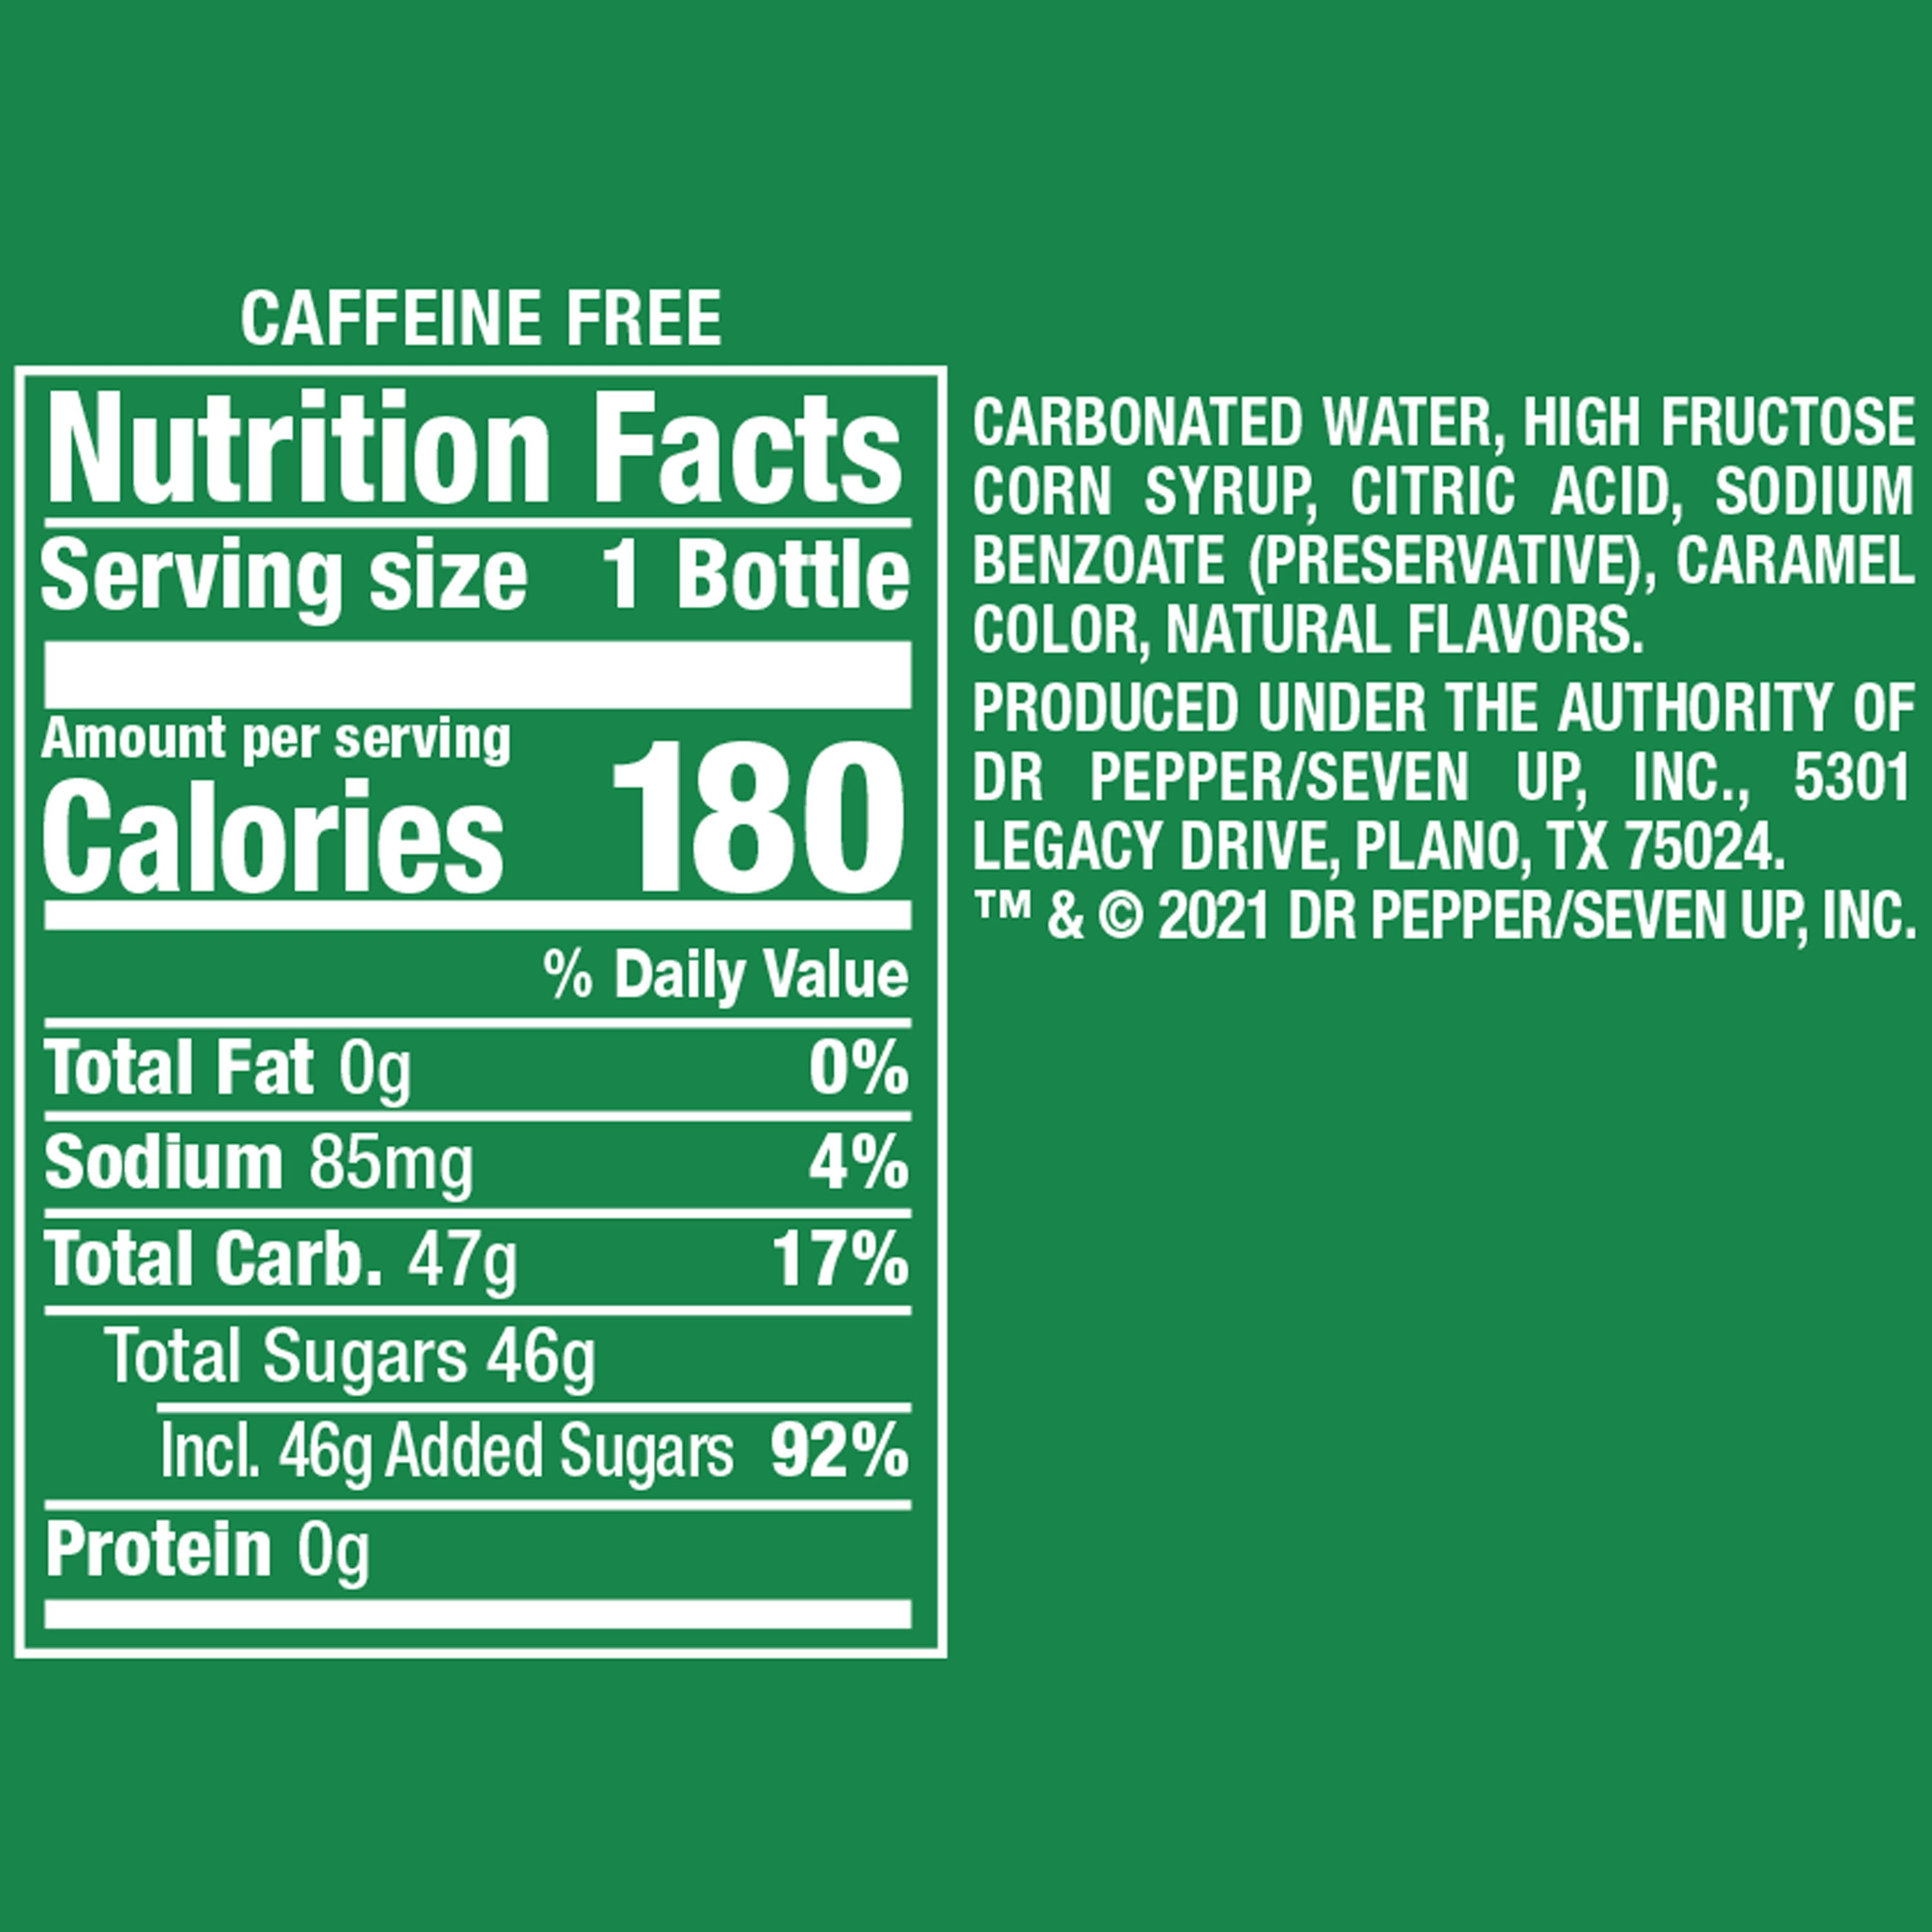 CAFFEINE FREE
Nutrition Facts
Serving size 1 Bottle
Amount per serving
Calories 180
% Daily Value
Total Fat 0g 0%
Sodium 85mg 4%
Total Carb. 47g 17%
Total Sugars 46g
Incl. 46g Added Sugars 92%
Protein 0g
CARBONATED WATER, HIGH FRUCTOSE
CORN SYRUP, CITRIC ACID, SODIUM
BENZOATE (PRESERVATIVE), CARAMEL
COLOR, NATURAL FLAVORS.
PRODUCED UNDER THE AUTHORITY OF
DR PEPPER/SEVEN UP, INC., 5301
LEGACY DRIVE, PLANO, TX 75024.
™ & © 2021 DR PEPPER/SEVEN UP, INC.